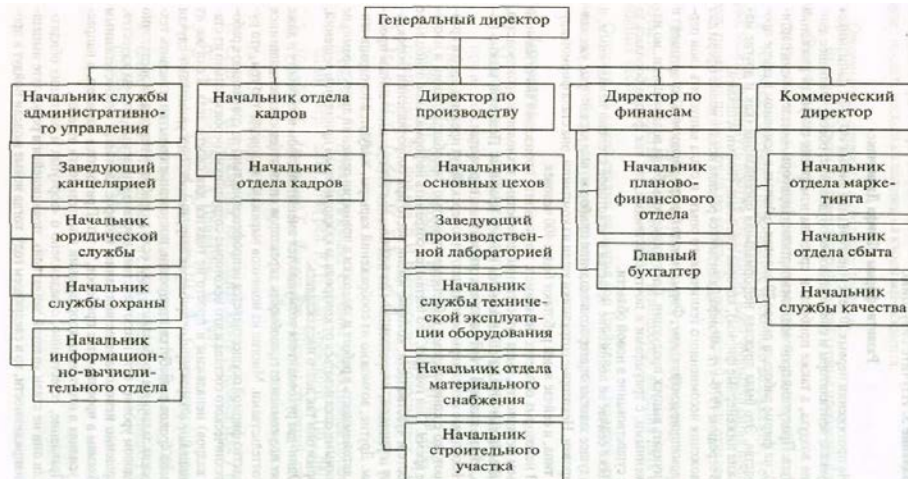 Генеральный директор
Начальник службы
административно-
го управления
Заведующий
канцелярией
Начальник
юридической
службы
Начальник
службы охраны
Начальник
информацион-
но-вычисли-
тельного отдела
Начальник отдела
кадров
Начальник
отдела кадров
Директор по
производству
Начальники
основных цехов
Заведующий
производствен-
ной лабораторией
Начальник
службы техниче-
ской эксплуата-
ции оборудования
Начальник отдела
материального
снабжения
Начальник
строительного
участка
Директор по
финансам
Начальник
планово-
финансового
отдела
Главный
бухгалтер
Коммерческий
директор
Начальник
отдела марке-
тинга
Начальник
отдела сбыта
Начальник
службы качества